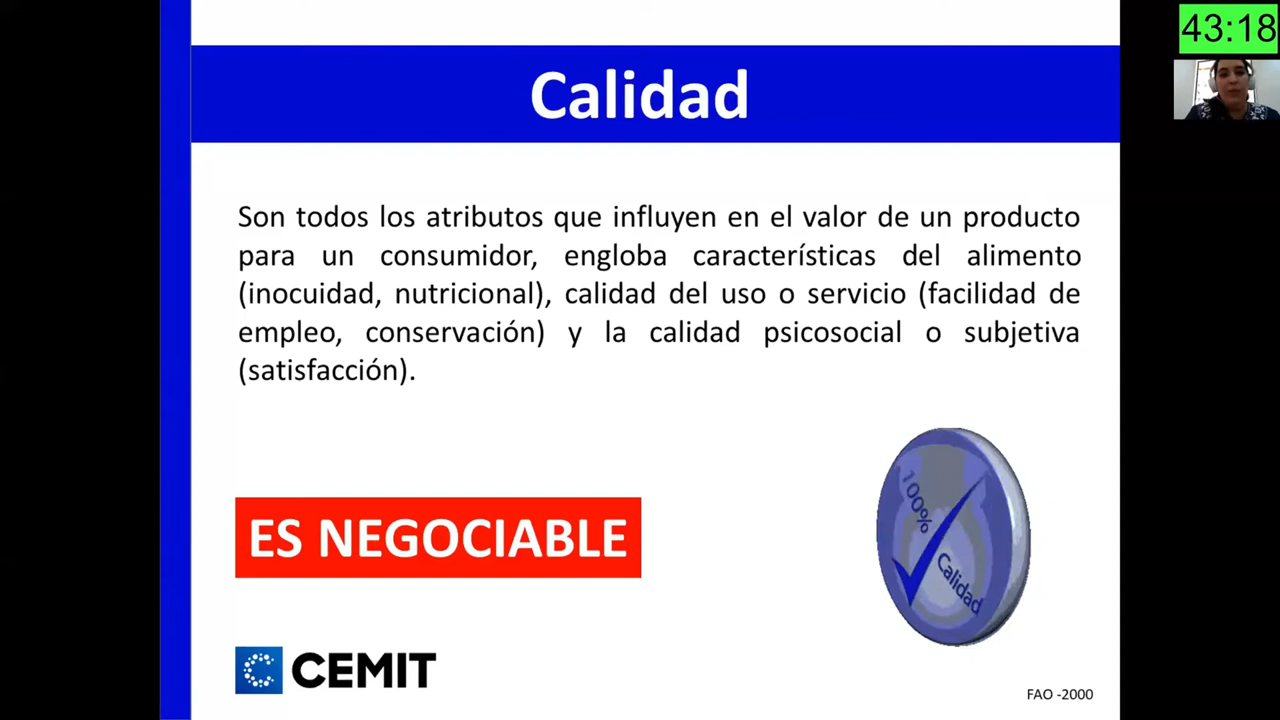 43:18
Calidad
Son todos los atributos que influyen en el valor de un producto
para un consumidor, engloba características del alimento
(inocuidad, nutricional), calidad del uso o servicio (facilidad de
empleo, conservación) y la calidad psicosocial o subjetiva
(satisfacción).
100%
Calidad
ES NEGOCIABLE
CEMIT
FAO -2000